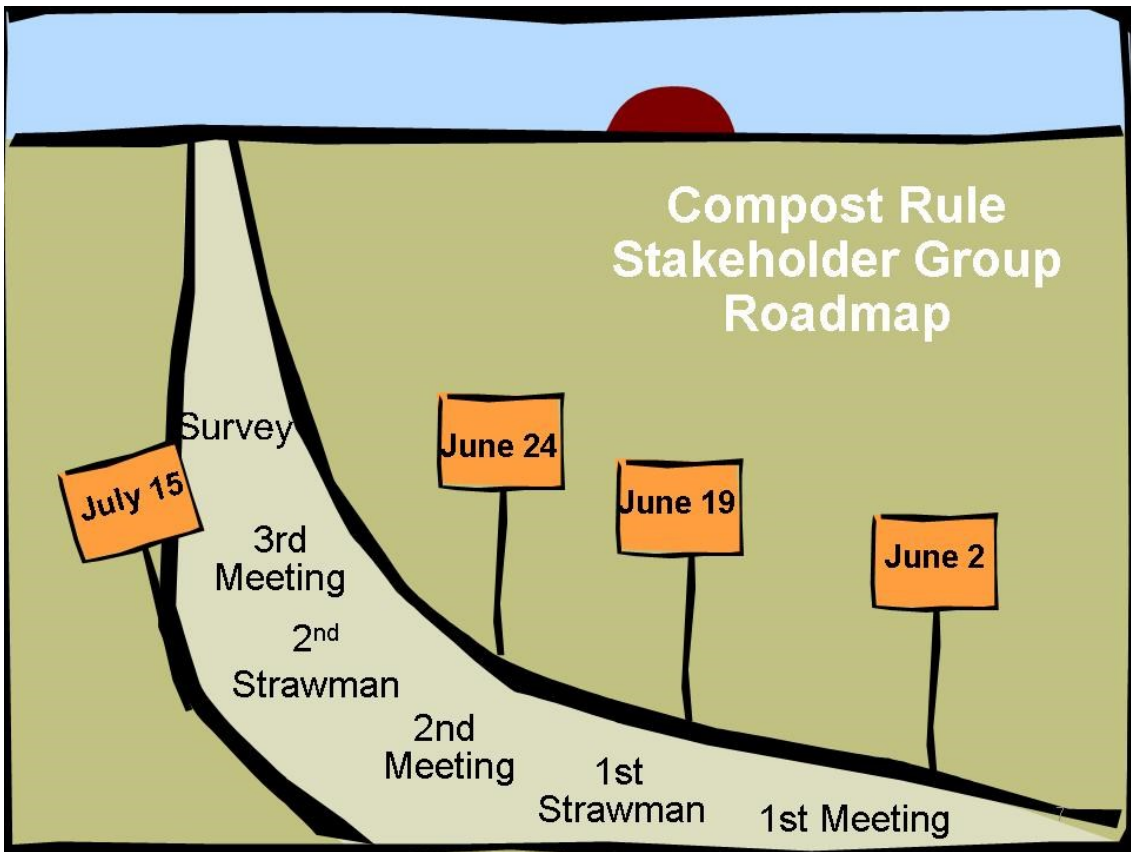 Compost Rule
Stakeholder Group
Roadmap
Survey
June 24
July 15
June 19
June 2
3rd
Meeting
2nd
Strawman
2nd
Meeting
1st
Strawman
1st Meeting
7